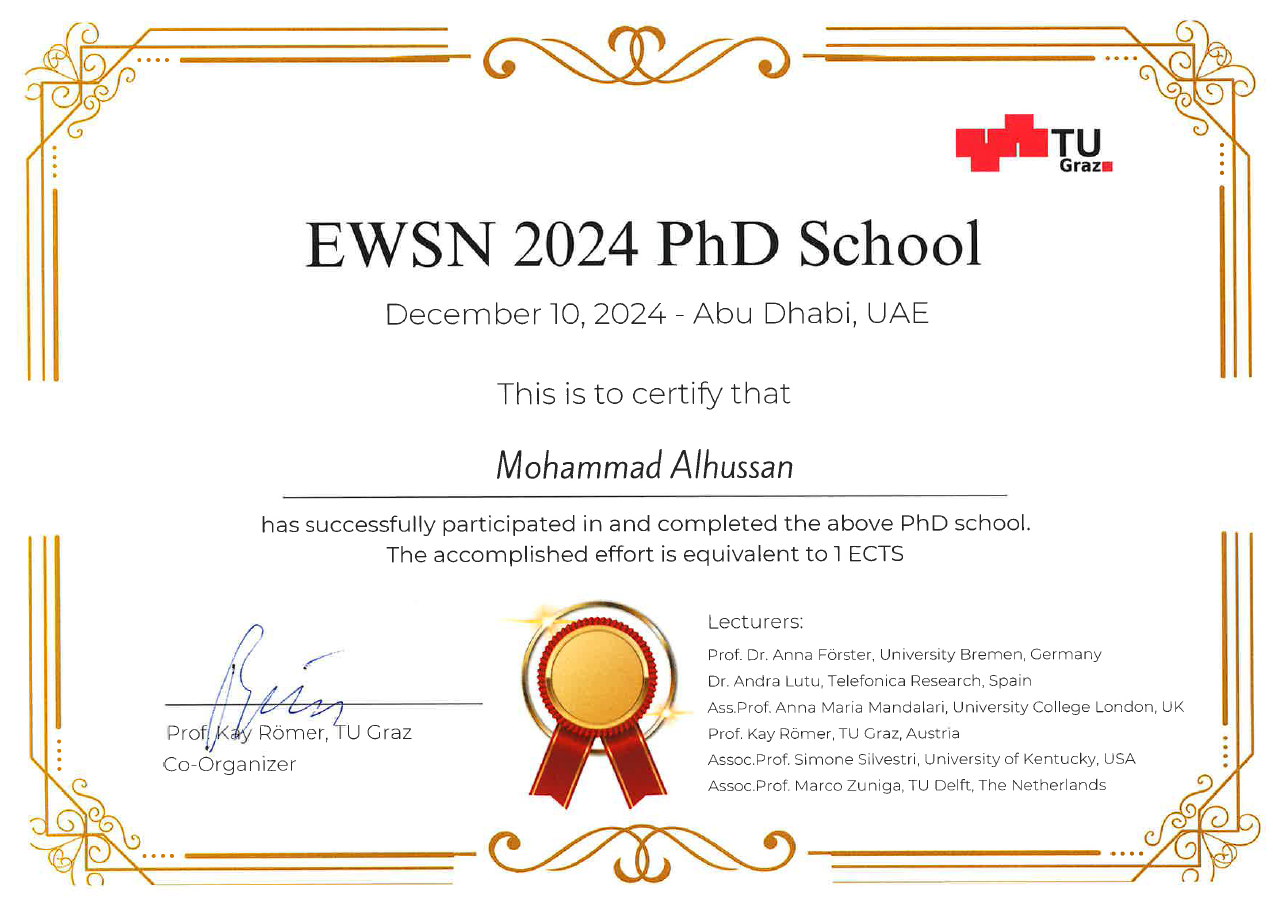 TU
Graz
EWSN 2024 PhD School
December 10, 2024 - Abu Dhabi, UAE
This is to certify that
Mohammad Alhussan
has successfully participated in and completed the above PhD school.
The accomplished effort is equivalent to 1 ECTS
Prof. Kay Römer, TU Graz
Co-Organizer
Lecturers:
Prof. Dr. Anna Förster, University Bremen, Germany
Dr. Andra Lutu, Telefonica Research, Spain
Ass.Prof. Anna Maria Mandalari, University College London, UK
Prof. Kay Römer, TU Graz, Austria
Assoc.Prof. Simone Silvestri, University of Kentucky, USA
Assoc.Prof. Marco Zuniga, TU Delft, The Netherlands